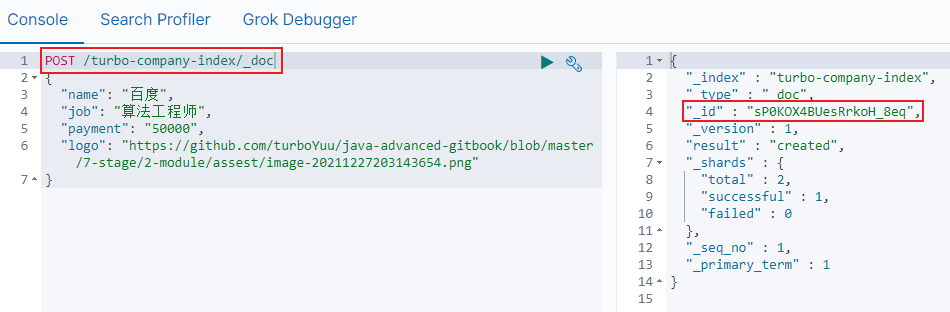 Console Search Profiler Grok Debugger
1 POST /turbo-company-index/_doc
2 {
3 "name": "百度",
4 "job": "算法工程师",
5 "payment": "50000",
6 "logo": "https://github.com/turboYuu/java-advanced-gitbook/blob/master
/7-stage/2-module/assest/image-20211227203143654.png"
7 }
1 {
2 "_index" : "turbo-company-index",
3 "_type" : "_doc",
4 "_id" : "sP0KOX4BUesRrkoH_8eq",
5 "_version" : 1,
6 "result" : "created",
7 "_shards" : {
8 "total" : 2,
9 "successful" : 1,
10 "failed" : 0
11 },
12 "_seq_no" : 1,
13 "_primary_term" : 1
14 }
15